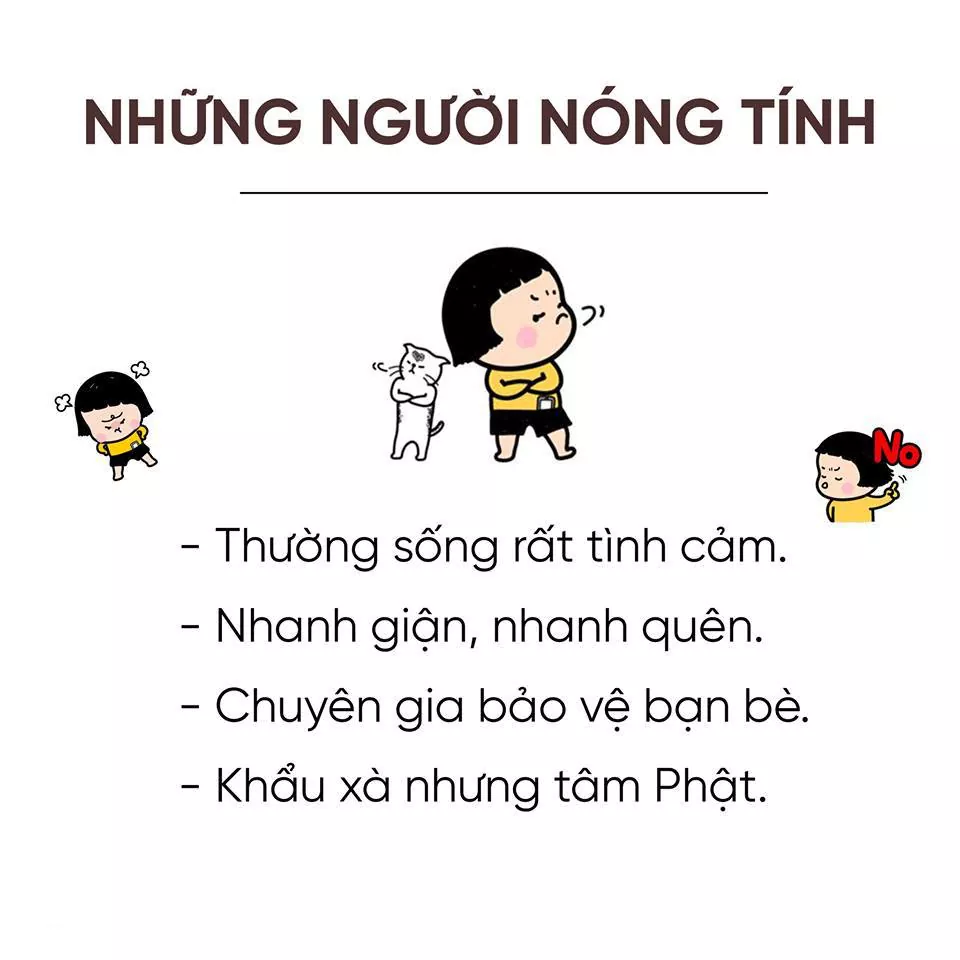 NHỮNG NGƯỜI NÓNG TÍNH
No
- Thường sống rất tình cảm.
- Nhanh giận, nhanh quên.
- Chuyên gia bảo vệ bạn bè.
- Khẩu xà nhưng tâm Phật.